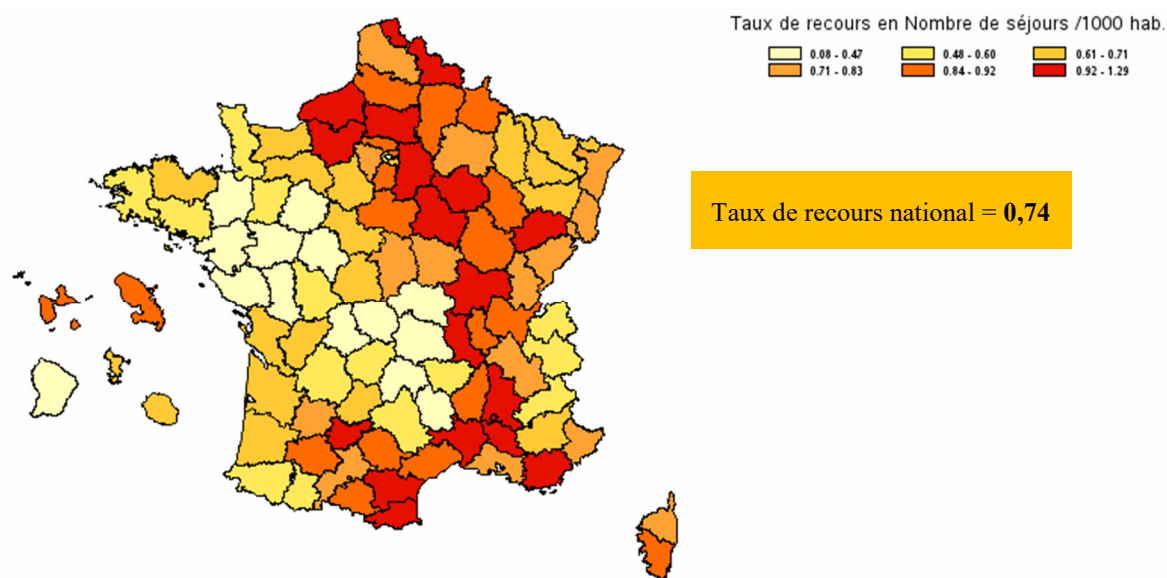 Taux de recours en Nombre de séjours /1000 hab.
0.08 - 0.47 0.48 - 0.60 0.61 - 0.71
0.71 - 0.83 0.84 - 0.92 0.92 - 1.29
Taux de recours national = 0,74